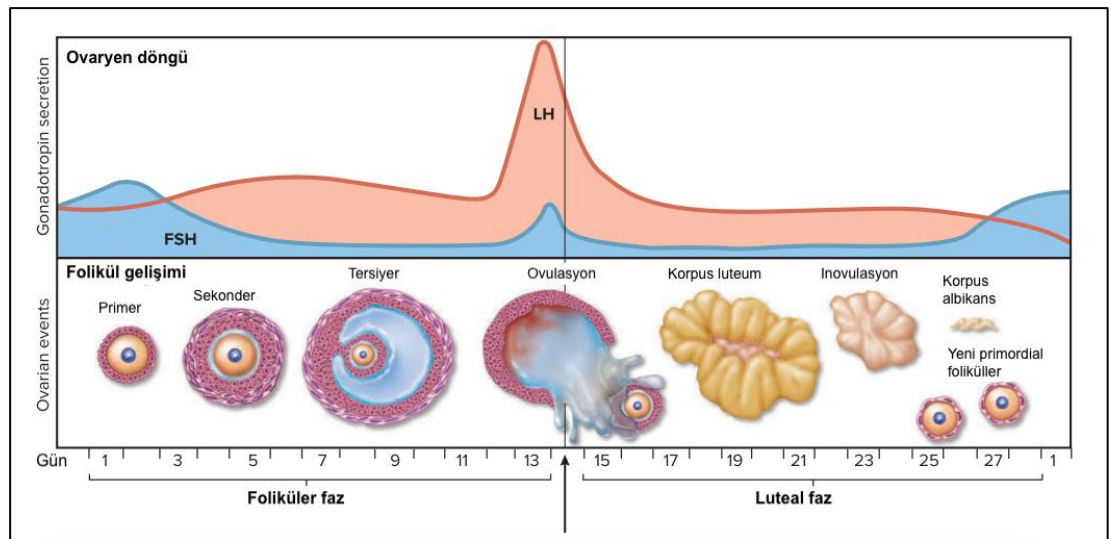 Ovaryen döngü
Gonadotropin secretion
LH
FSH
Folikül gelişimi
Ovarian events
Primer
Sekonder
Tersiyer
Ovulasyon
Korpus luteum
Inovulasyon
Korpus
albikans
Yeni primordial
foliküller
Gün 1 3 5 7 9 11 13 15 17 19 21 23 25 27 1
Foliküler faz
Luteal faz